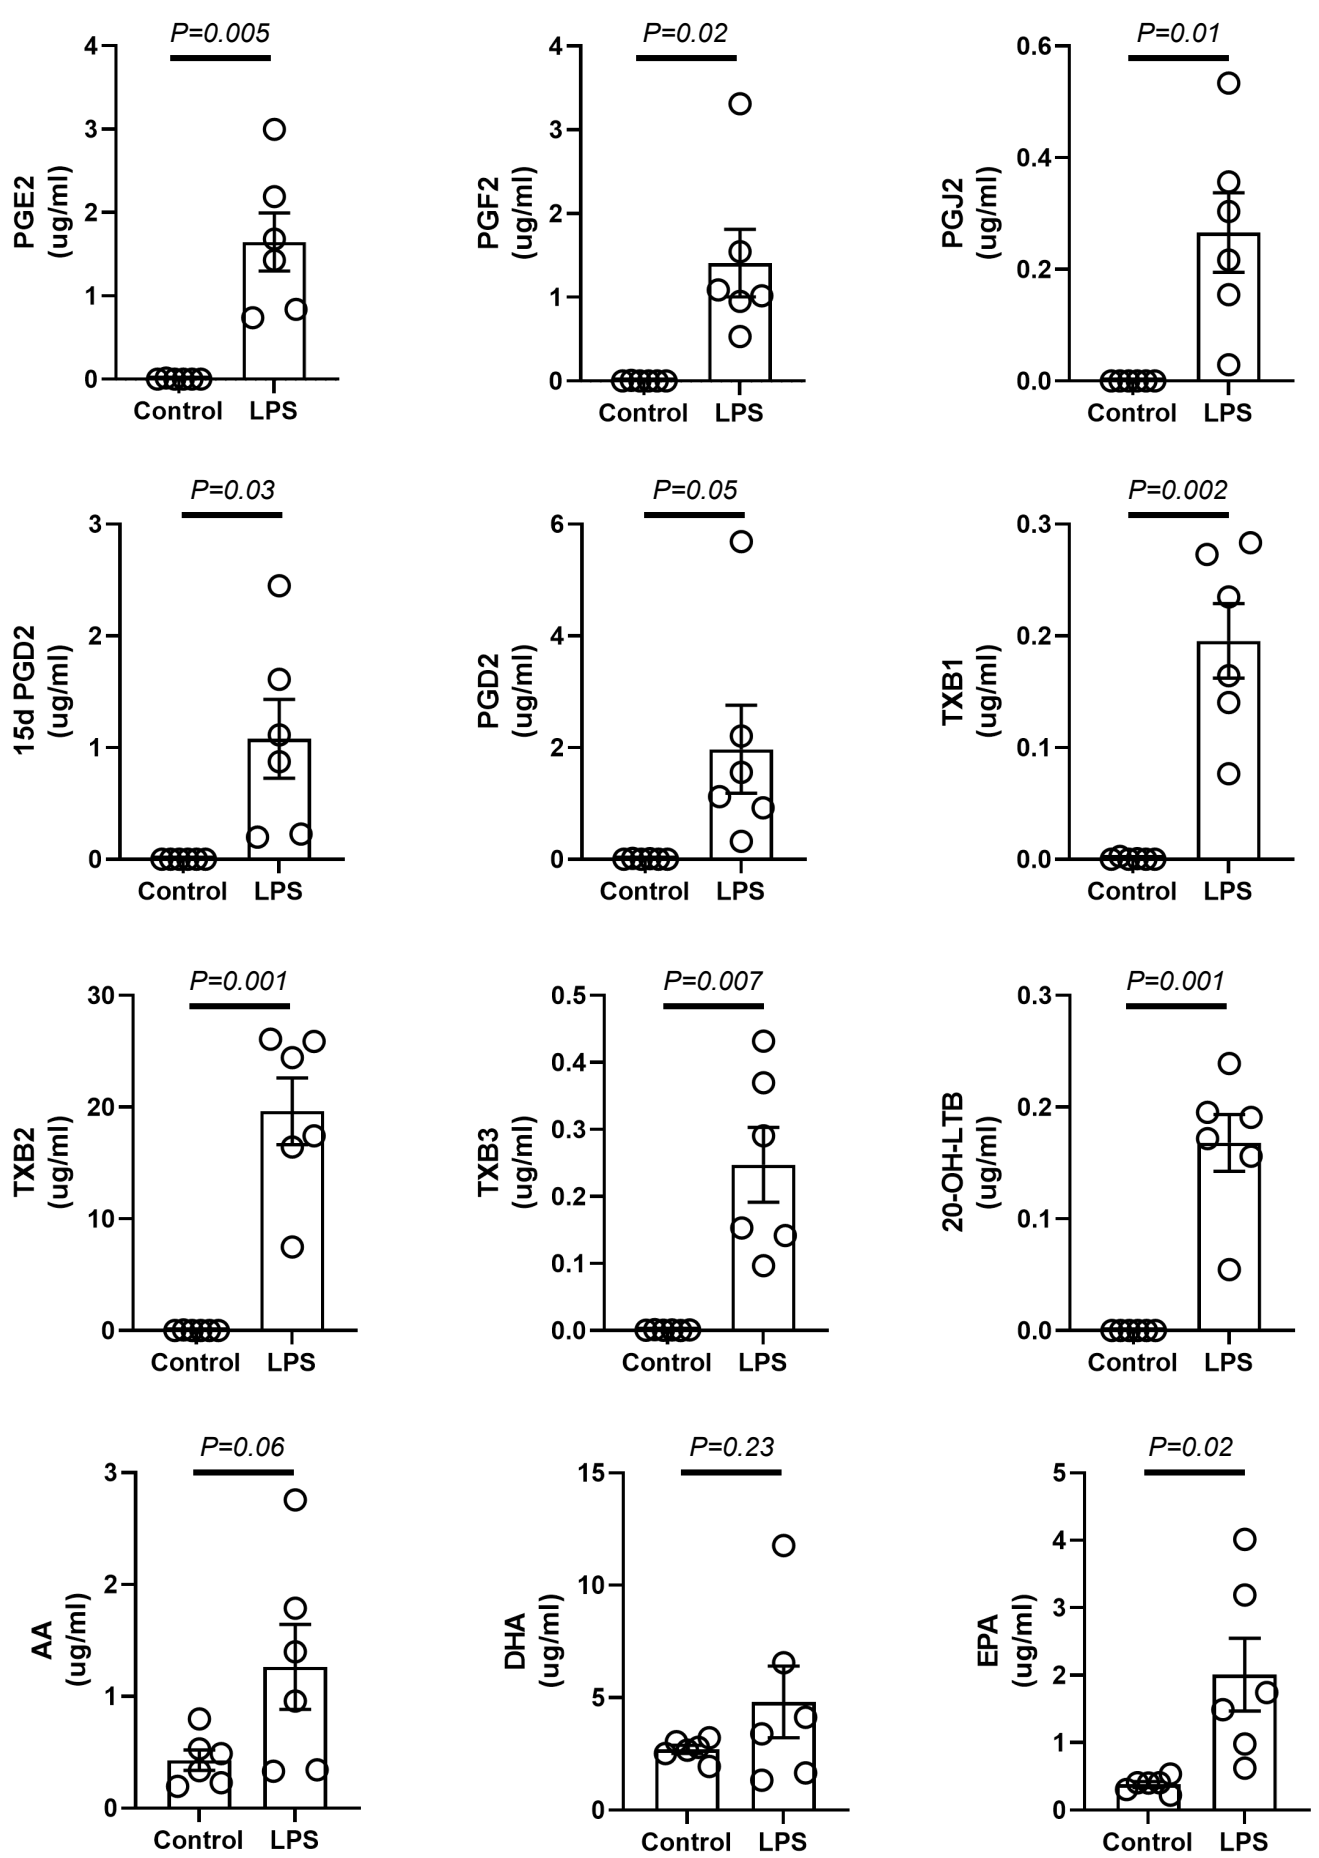 P=0.005
4
3
2
1
0
PGE2
(ug/ml)
Control LPS
P=0.02
4
3
2
1
0
PGF2
(ug/ml)
Control LPS
P=0.01
0.6
0.4
0.2
0.0
PGJ2
(ug/ml)
Control LPS
P=0.03
3
2
1
0
15d PGD2
(ug/ml)
Control LPS
P=0.05
6
4
2
0
PGD2
(ug/ml)
Control LPS
P=0.002
0.3
0.2
0.1
0.0
TXB1
(ug/ml)
Control LPS
P=0.001
30
20
10
0
TXB2
(ug/ml)
Control LPS
P=0.007
0.5
0.4
0.3
0.2
0.1
0.0
TXB3
(ug/ml)
Control LPS
P=0.001
0.3
0.2
0.1
0.0
20-OH-LTB
(ug/ml)
Control LPS
P=0.06
3
2
1
0
AA
(ug/ml)
Control LPS
P=0.23
15
10
5
0
DHA
(ug/ml)
Control LPS
P=0.02
5
4
3
2
1
0
EPA
(ug/ml)
Control LPS